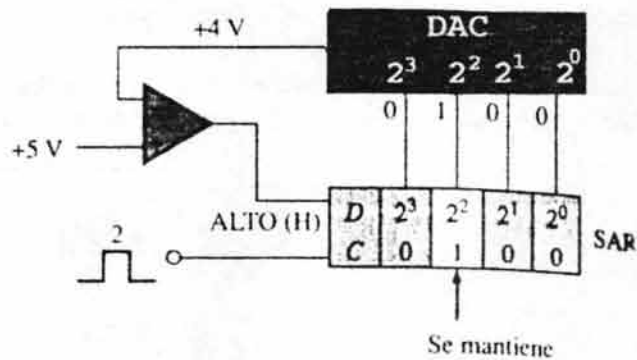 DAC
+4 V
2³ 2² 2¹ 2⁰
0 1 0 0
+5 V
ALTO (H)
D 2³ 2² 2¹ 2⁰
C 0 1 0 0
SAR
2
Se mantiene